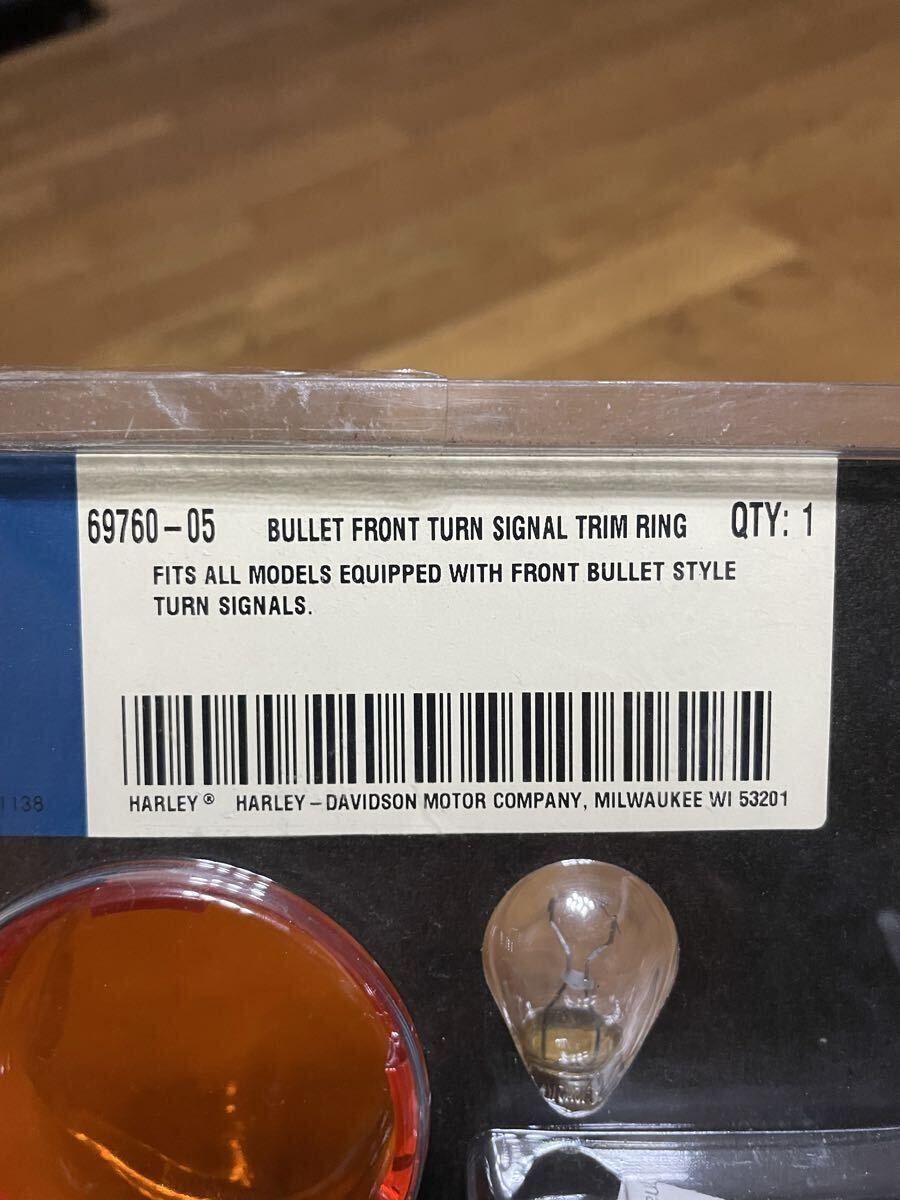 69760-05 BULLET FRONT TURN SIGNAL TRIM RING QTY: 1
FITS ALL MODELS EQUIPPED WITH FRONT BULLET STYLE
TURN SIGNALS.
HARLEY® HARLEY-DAVIDSON MOTOR COMPANY, MILWAUKEE WI 53201
1138